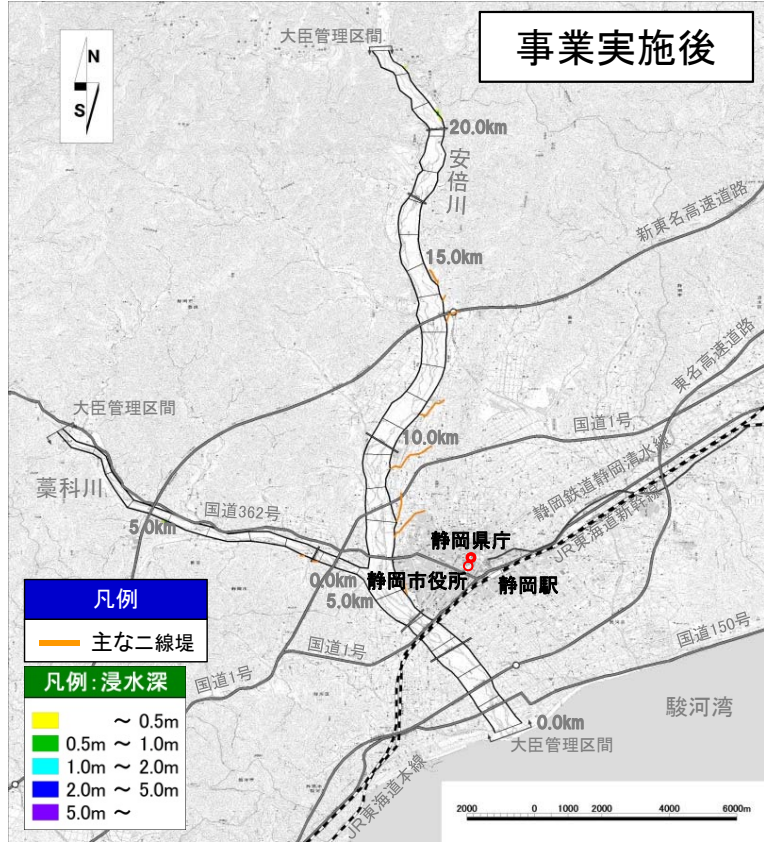 大臣管理区間
事業実施後
N
S
20.0km
安倍川
新東名高速道路
15.0km
東名高速道路
大臣管理区間
国道1号
10.0km
静岡鉄道静岡清水線
藁科川
国道362号
JR東海道新幹線
5.0km
静岡県庁
0.0km
静岡市役所
静岡駅
5.0km
凡例
主な二線堤
国道1号
国道150号
国道1号
凡例:浸水深
～ 0.5m
0.5m ～ 1.0m
1.0m ～ 2.0m
2.0m ～ 5.0m
5.0m ～
駿河湾
0.0km
大臣管理区間
JR東海道本線
2000 0 1000 2000 4000 6000m